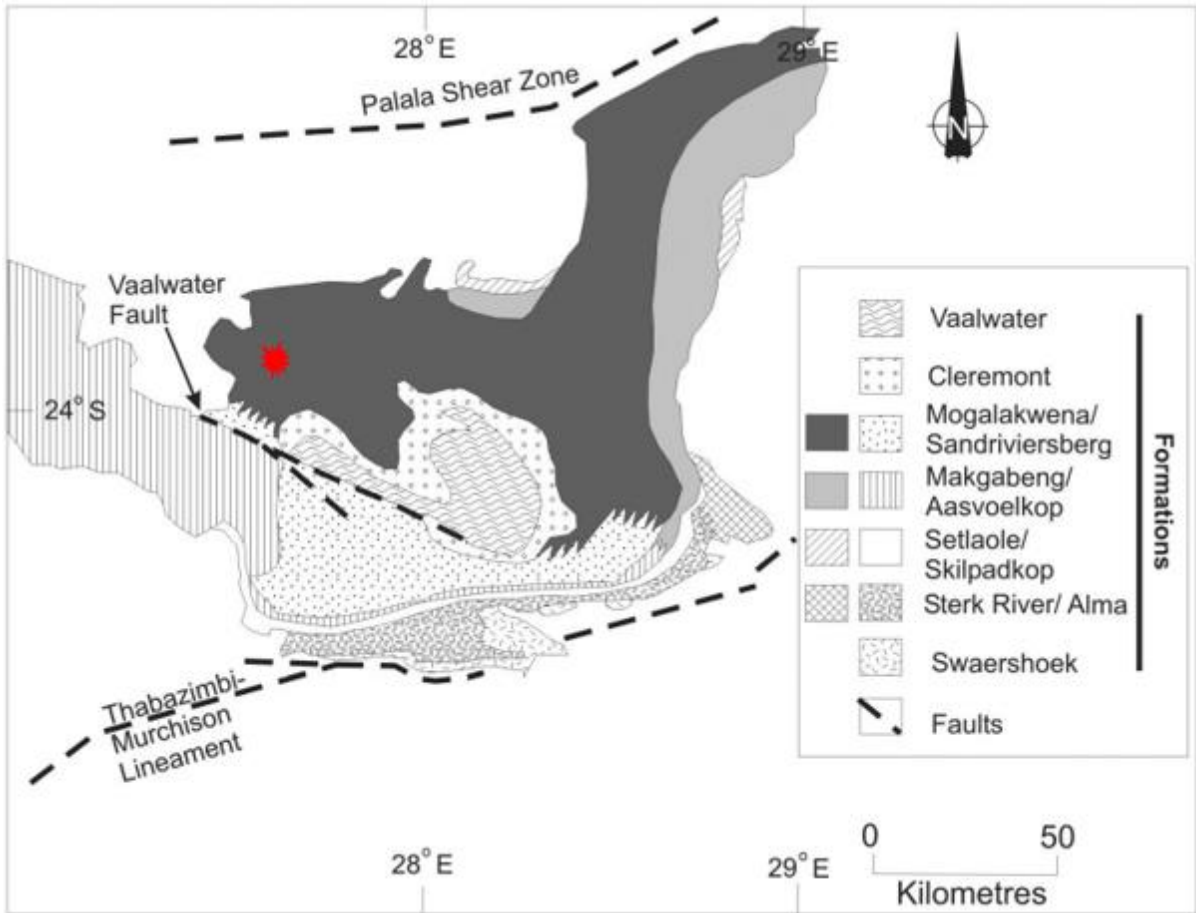 28° E
29° E
Palala Shear Zone
N
Vaalwater
Fault
24° S
Vaalwater
Cleremont
Mogalakwena/
Sandriviersberg
Makgabeng/
Aasvoelkop
Setlaole/
Skilpadkop
Sterk River/ Alma
Swaershoek
Faults
Formations
Thabazimbi-
Murchison
Lineament
28° E
29° E
0 50
Kilometres